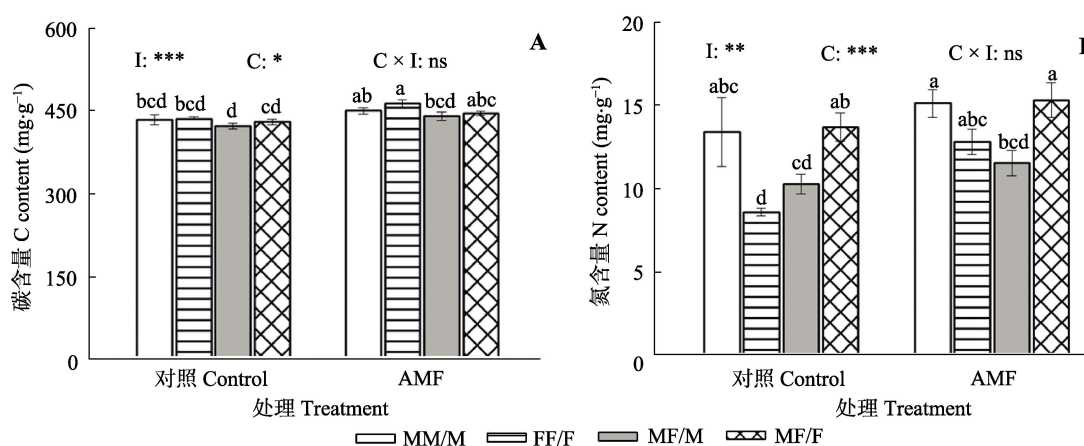 碳含量 C content (mg·g⁻¹)
600
450
300
150
0
I: ***
C: *
C × I: ns
A
bcd
bcd
d
cd
ab
a
bcd
abc
对照 Control
AMF
处理 Treatment
氮含量 N content (mg·g⁻¹)
20
15
10
5
0
I: **
C: ***
C × I: ns
abc
d
cd
ab
a
abc
bcd
a
对照 Control
AMF
处理 Treatment
MM/M
FF/F
MF/M
MF/F